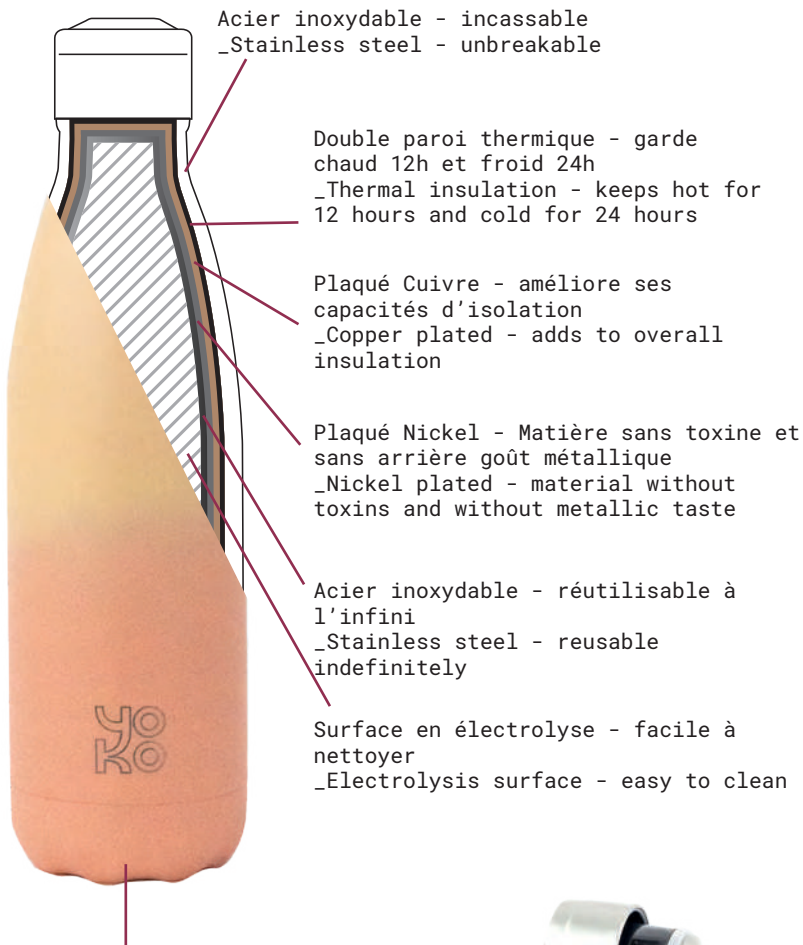 Acier inoxydable - incassable
_Stainless steel - unbreakable
Double paroi thermique - garde
chaud 12h et froid 24h
_Thermal insulation - keeps hot for
12 hours and cold for 24 hours
Plaqué Cuivre - améliore ses
capacités d'isolation
_Copper plated - adds to overall
insulation
Plaqué Nickel - Matière sans toxine et
sans arrière goût métallique
_Nickel plated - material without
toxins and without metallic taste
Acier inoxydable - réutilisable à
l'infini
_Stainless steel - reusable
indefinitely
Surface en électrolyse - facile à
nettoyer
_Electrolysis surface - easy to clean
YO
KO